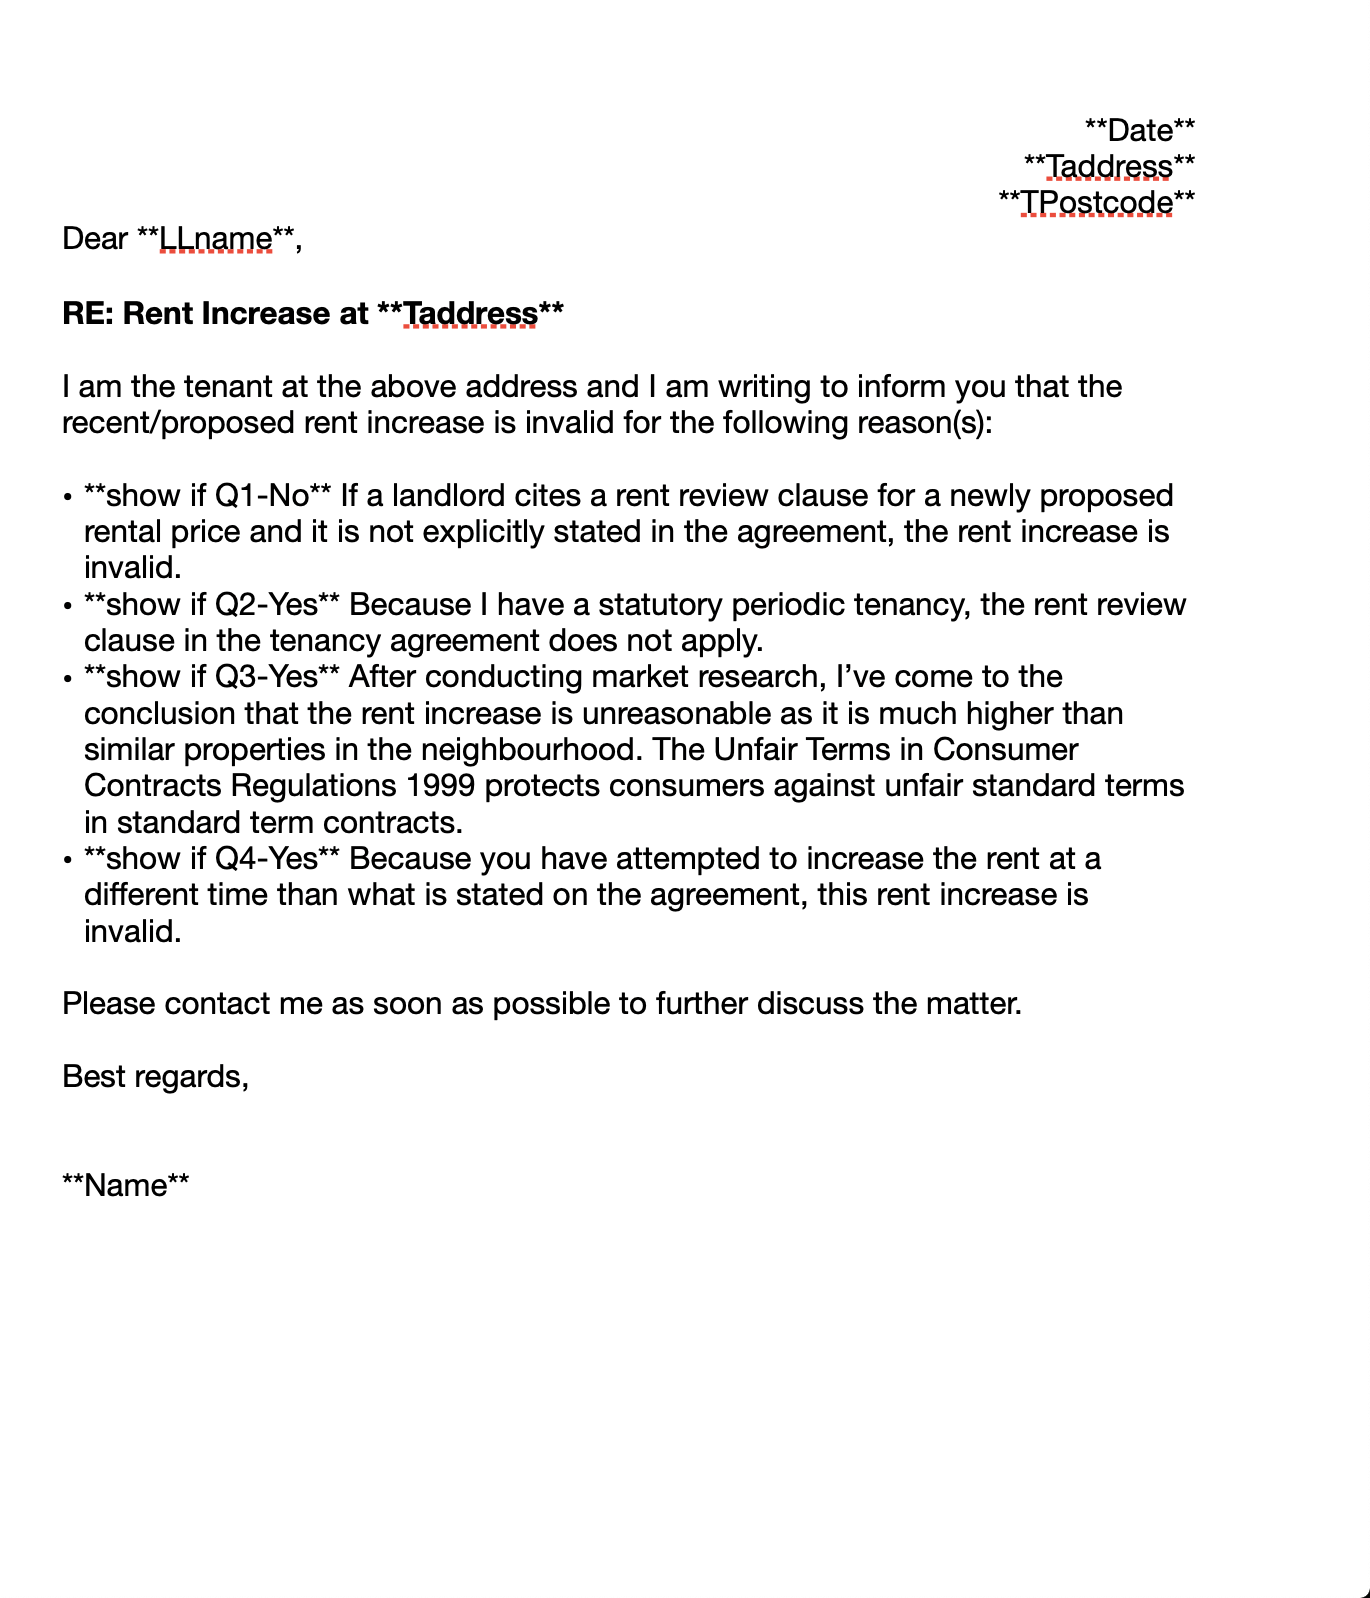 **Date**
**Taddress**
**TPostcode**
Dear **LLname**,
RE: Rent Increase at **Taddress**
I am the tenant at the above address and I am writing to inform you that the
recent/proposed rent increase is invalid for the following reason(s):
• **show if Q1-No** If a landlord cites a rent review clause for a newly proposed
rental price and it is not explicitly stated in the agreement, the rent increase is
invalid.
• **show if Q2-Yes** Because I have a statutory periodic tenancy, the rent review
clause in the tenancy agreement does not apply.
• **show if Q3-Yes** After conducting market research, I’ve come to the
conclusion that the rent increase is unreasonable as it is much higher than
similar properties in the neighbourhood. The Unfair Terms in Consumer
Contracts Regulations 1999 protects consumers against unfair standard terms
in standard term contracts.
• **show if Q4-Yes** Because you have attempted to increase the rent at a
different time than what is stated on the agreement, this rent increase is
invalid.
Please contact me as soon as possible to further discuss the matter.
Best regards,
**Name**